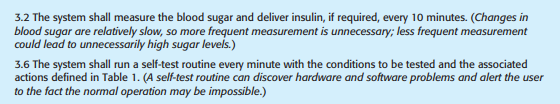 3.2 The system shall measure the blood sugar and deliver insulin, if required, every 10 minutes. (Changes in
blood sugar are relatively slow, so more frequent measurement is unnecessary; less frequent measurement
could lead to unnecessarily high sugar levels.)
3.6 The system shall run a self-test routine every minute with the conditions to be tested and the associated
actions defined in Table 1. (A self-test routine can discover hardware and software problems and alert the user
to the fact the normal operation may be impossible.)